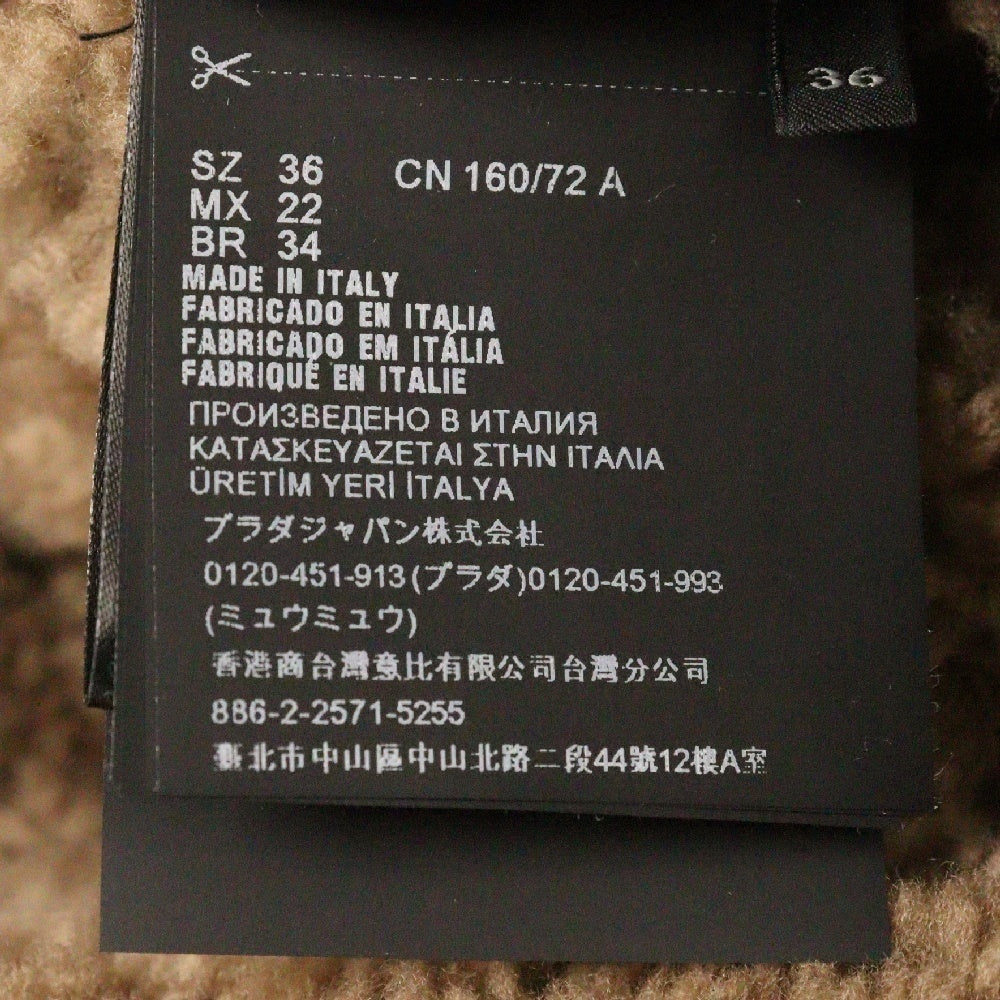 36
SZ 36 CN 160/72 A
MX 22
BR 34
MADE IN ITALY
FABRICADO EN ITALIA
FABRICADO EM ITÁLIA
FABRIQUÉ EN ITALIE
ПРОИЗВЕДЕНО В ИТАЛИЯ
ΚΑΤΑΣΚΕΥΑΖΕΤΑΙ ΣΤΗΝ ΙΤΑΛΙΑ
ÜRETİM YERİ İTALYA
プラダジャパン株式会社
0120-451-913(プラダ)0120-451-993
(ミュウミュウ)
香港商台灣意比有限公司台灣分公司
886-2-2571-5255
臺北市中山區中山北路二段44號12樓A室